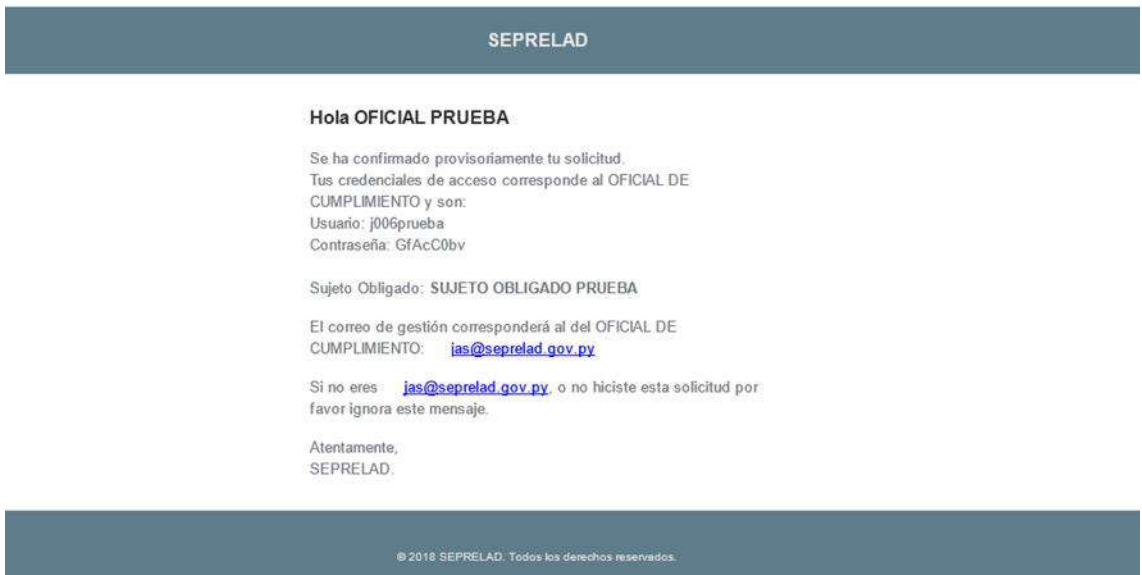 SEPRELAD
Hola OFICIAL PRUEBA
Se ha confirmado provisoriamente tu solicitud.
Tus credenciales de acceso corresponde al OFICIAL DE
CUMPLIMIENTO y son:
Usuario: j006prueba
Contraseña: GfAcC0bv
Sujeto Obligado: SUJETO OBLIGADO PRUEBA
El correo de gestión corresponderá al del OFICIAL DE
CUMPLIMIENTO: jas@seprelad.gov.py
Si no eres jas@seprelad.gov.py, o no hiciste esta solicitud por
favor ignora este mensaje.
Atentamente,
SEPRELAD.
© 2018 SEPRELAD. Todos los derechos reservados.